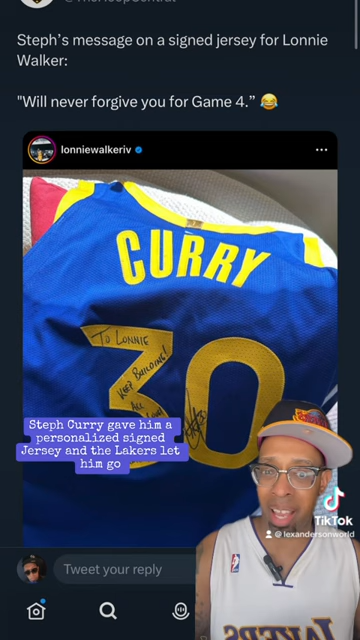 Steph's message on a signed jersey for Lonnie
Walker:
"Will never forgive you for Game 4." 😂
lonniewalkeriv
CURRY
30
TO LONNIE
KEEP BUILDING!
ALL
Steph Curry gave him a
personalized signed
Jersey and the Lakers let
him go
TikTok
@lexandersonworld
Tweet your reply